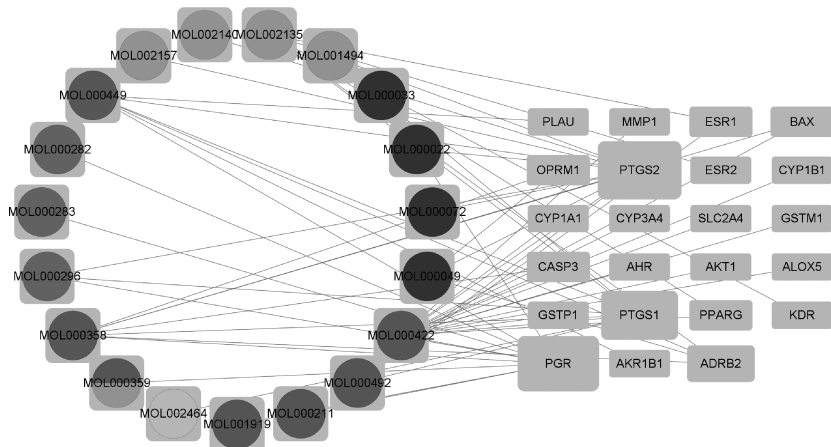 MOL002140
MOL002135
MOL002157
MOL001494
MOL000449
MOL000033
MOL000282
MOL000022
MOL000283
MOL000072
MOL000296
MOL000049
MOL000358
MOL000422
MOL000359
MOL000492
MOL002464
MOL001919
MOL000211
PLAU
MMP1
ESR1
BAX
OPRM1
PTGS2
ESR2
CYP1B1
CYP1A1
CYP3A4
SLC2A4
GSTM1
CASP3
AHR
AKT1
ALOX5
GSTP1
PTGS1
PPARG
KDR
PGR
AKR1B1
ADRB2